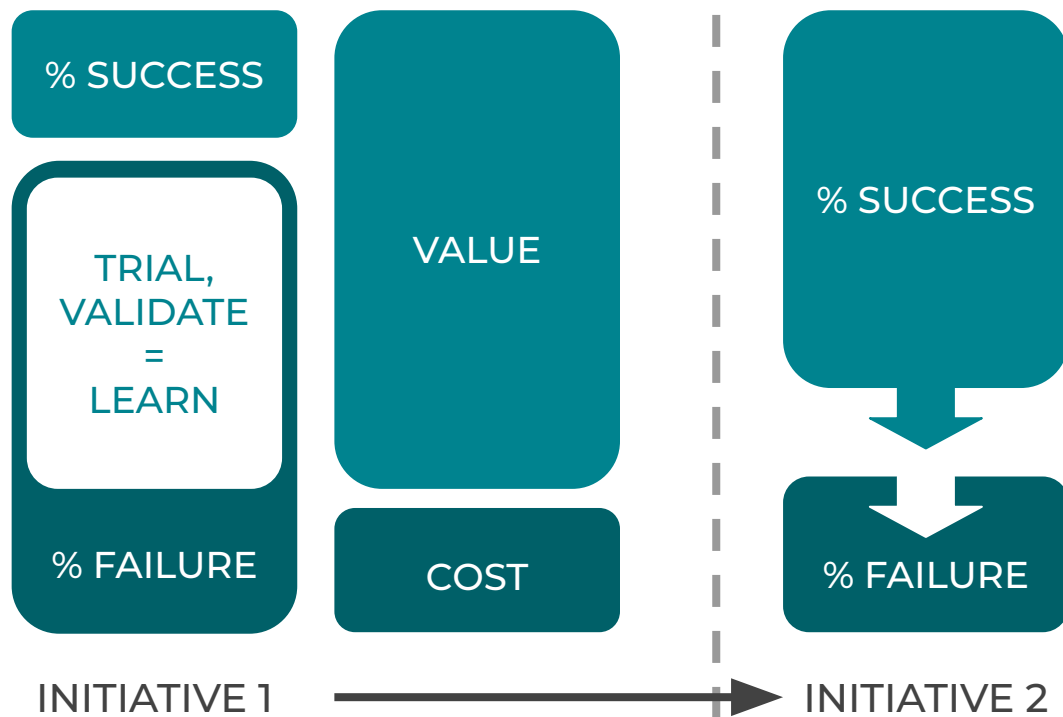 % SUCCESS
TRIAL,
VALIDATE
=
LEARN
% FAILURE
VALUE
COST
% SUCCESS
% FAILURE
INITIATIVE 1
INITIATIVE 2